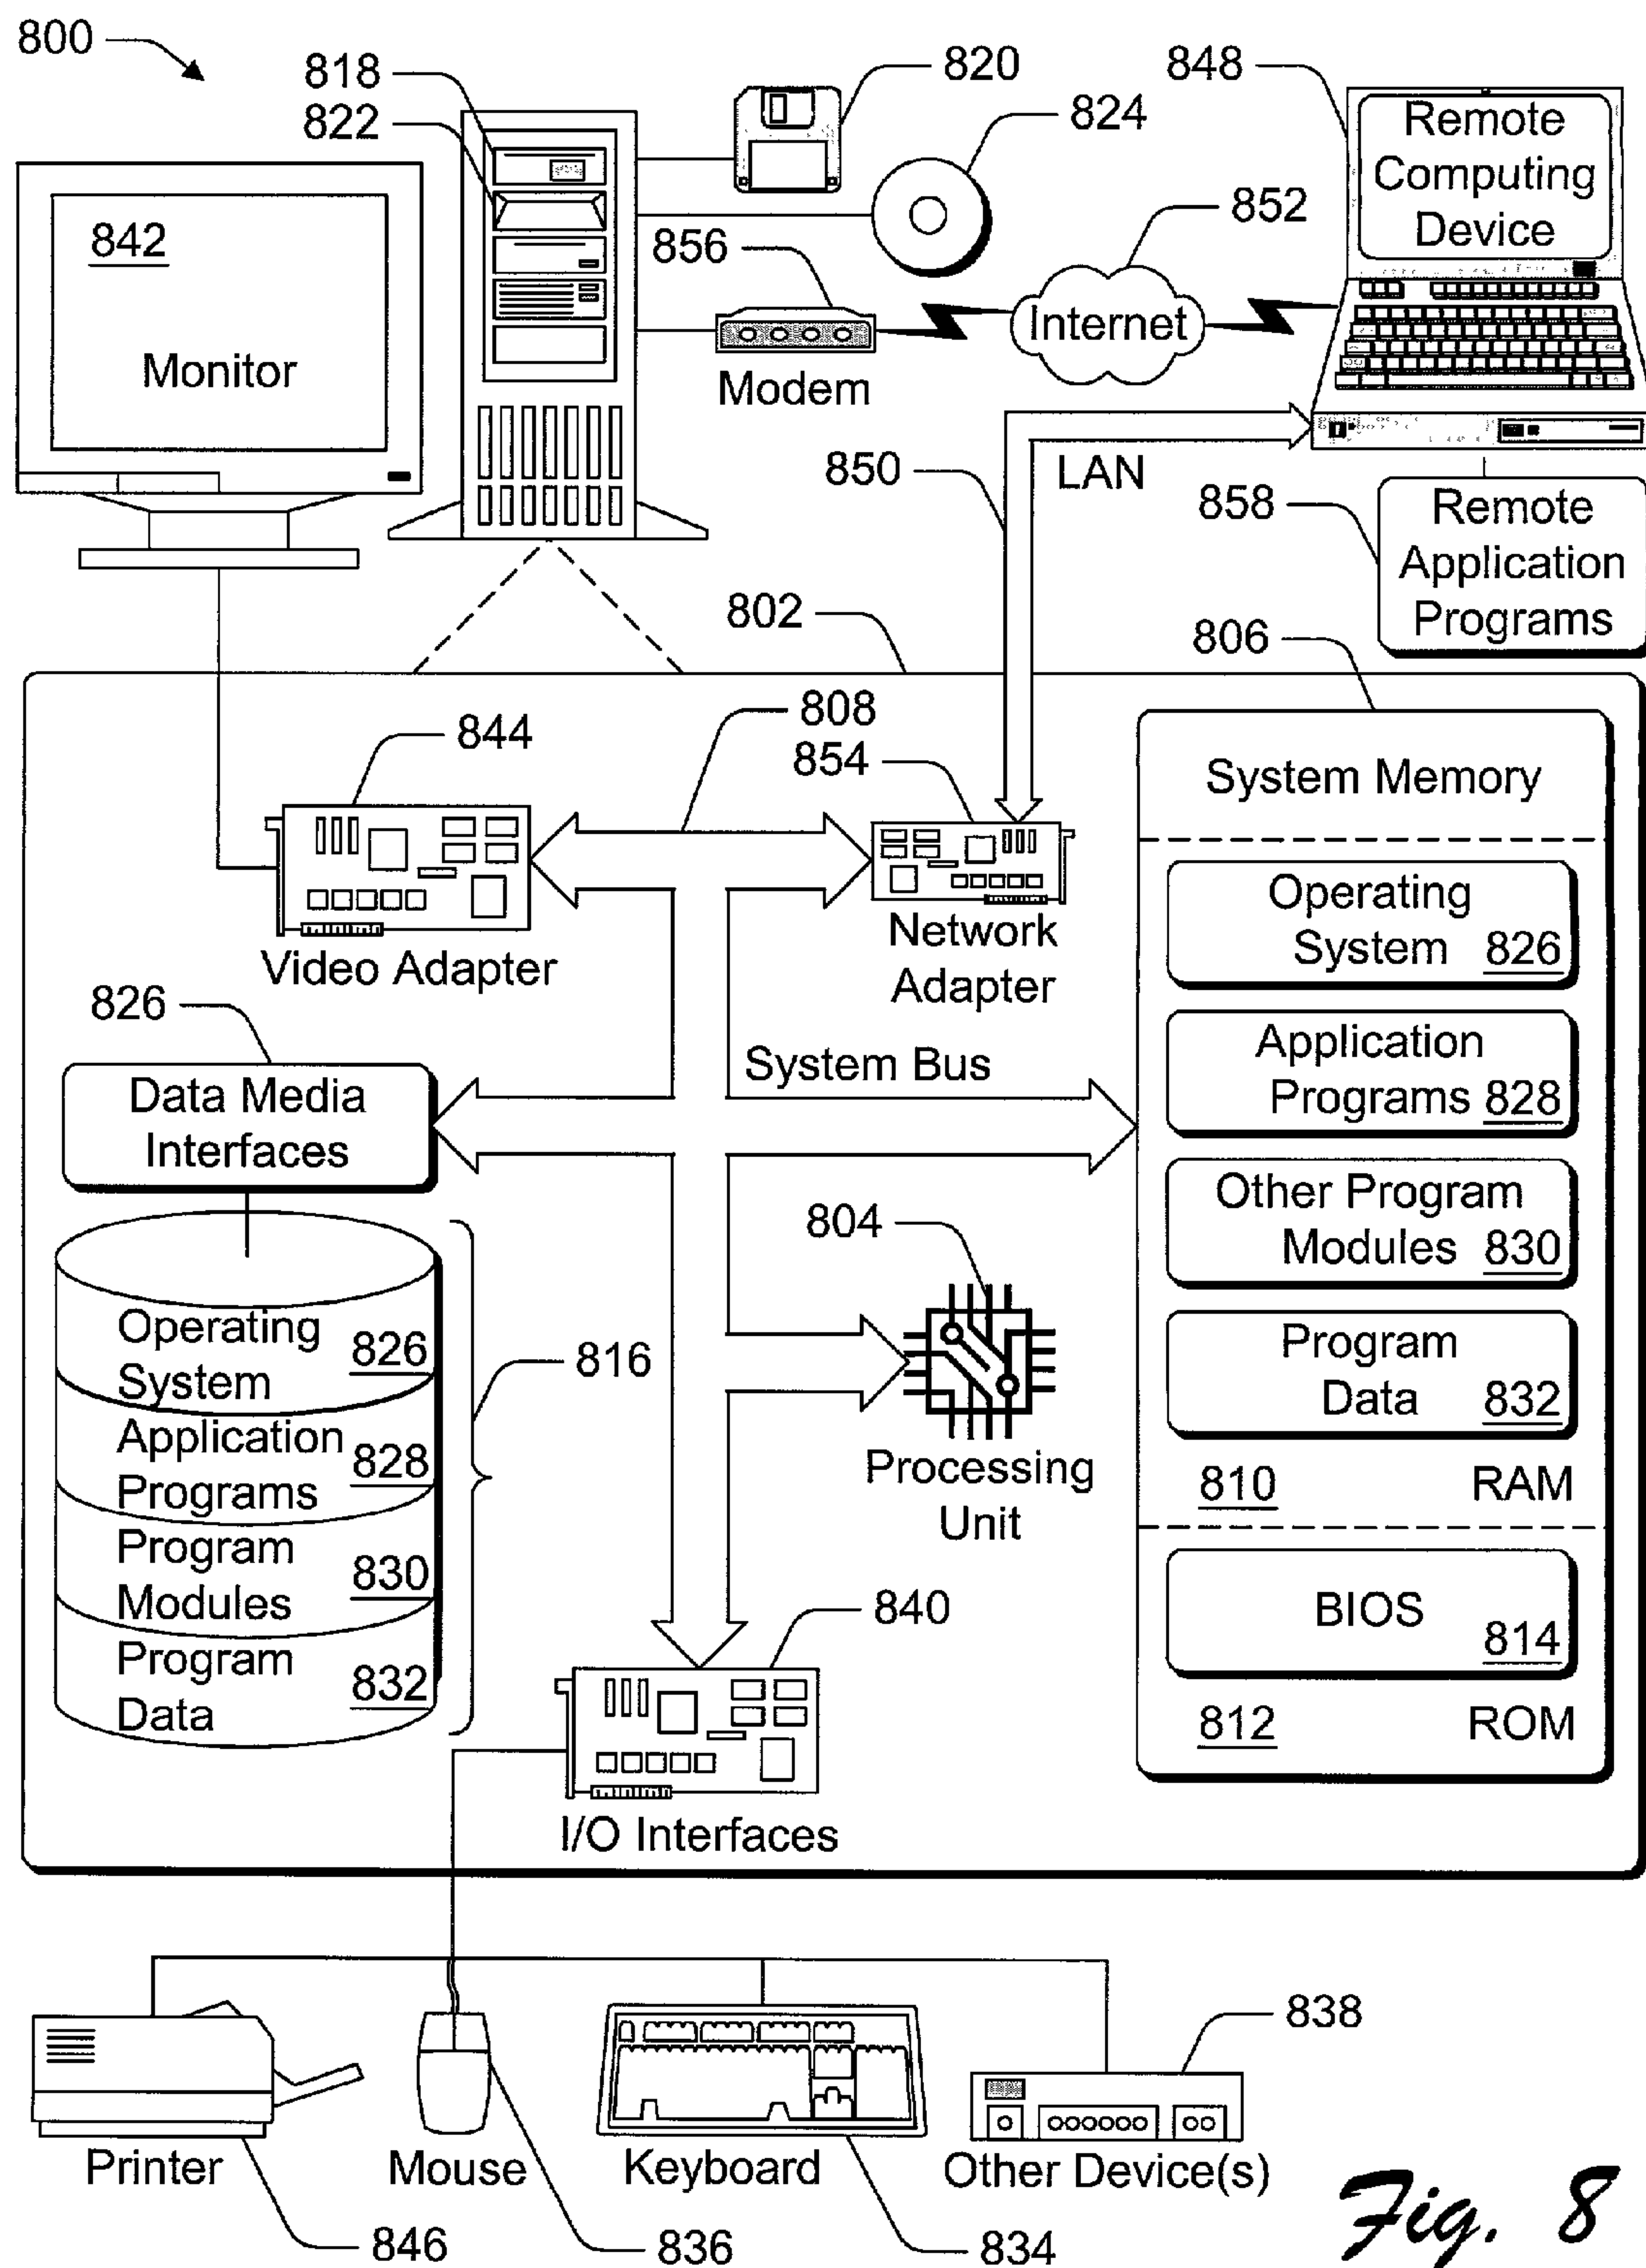 800
818
822
820
848
824
Remote
Computing
Device
852
842
856
Internet
Monitor
Modem
850
LAN
858
Remote
Application
Programs
802
806
808
844
854
System Memory
Operating
System 826
Network
Adapter
Video Adapter
826
Application
Programs 828
System Bus
Data Media
Interfaces
Other Program
Modules 830
804
Operating
System 826
816
Program
Data 832
Application
Programs 828
Processing
Unit
810 RAM
Program
Modules 830
840
BIOS
814
Program
Data 832
812 ROM
I/O Interfaces
838
Printer
Mouse
Keyboard
Other Device(s)
846
836
834
Fig. 8